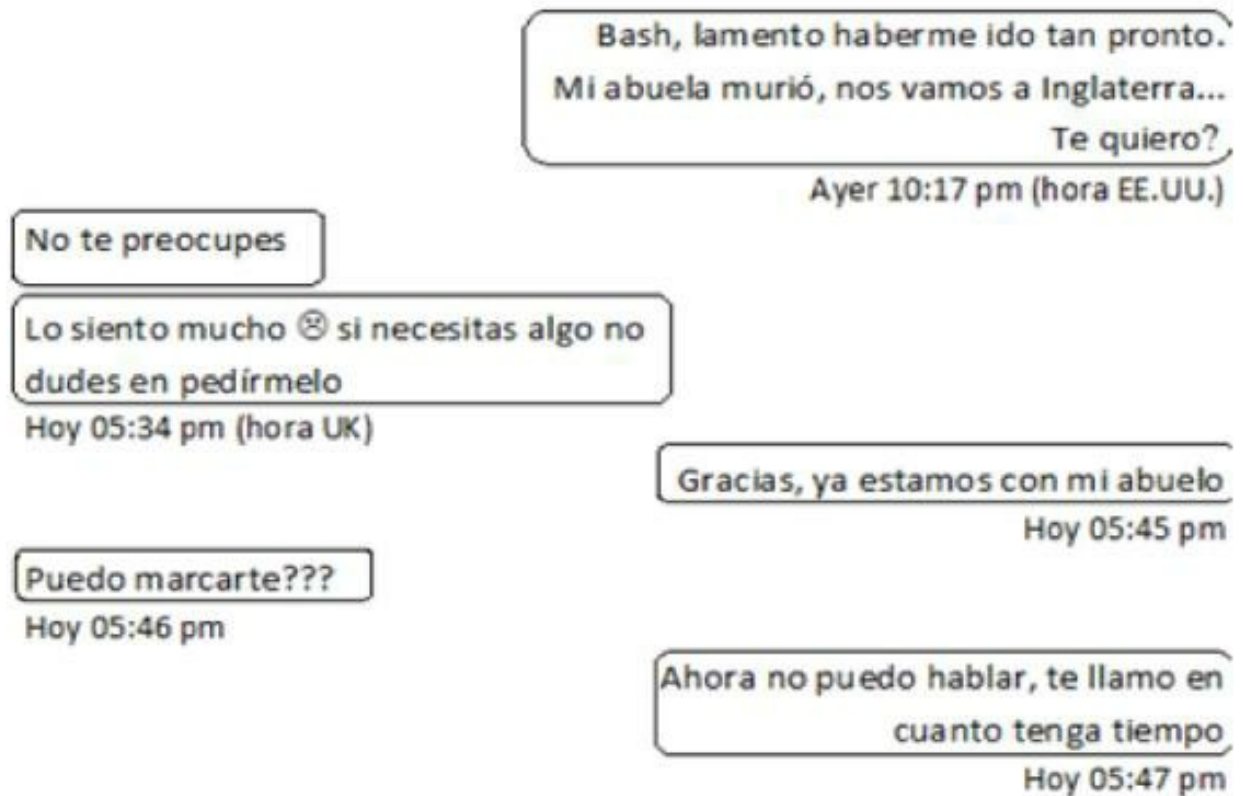 Bash, lamento haberme ido tan pronto.
Mi abuela murió, nos vamos a Inglaterra...
Te quiero?
Ayer 10:17 pm (hora EE.UU.)
No te preocupes
Lo siento mucho ☹ si necesitas algo no
dudes en pedírmelo
Hoy 05:34 pm (hora UK)
Gracias, ya estamos con mi abuelo
Hoy 05:45 pm
Puedo marcarte???
Hoy 05:46 pm
Ahora no puedo hablar, te llamo en
cuanto tenga tiempo
Hoy 05:47 pm